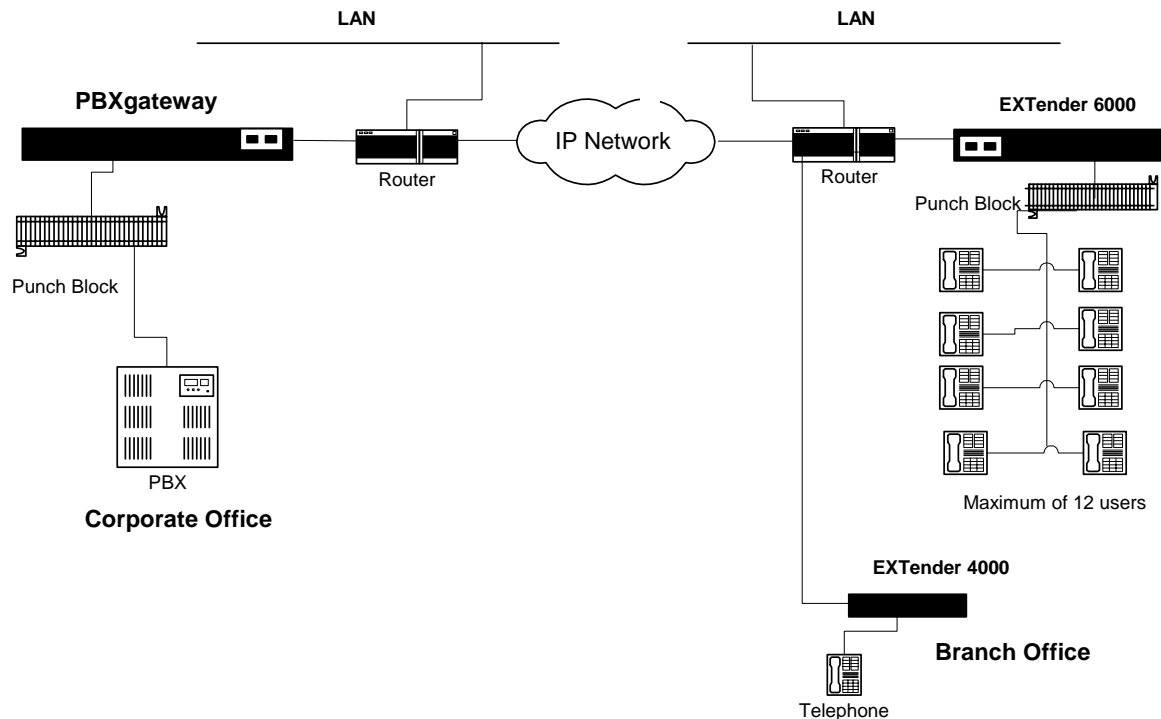 LAN
LAN
PBXgateway
EXTender 6000
IP Network
Router
Router
Punch Block
Punch Block
PBX
Corporate Office
Maximum of 12 users
EXTender 4000
Branch Office
Telephone